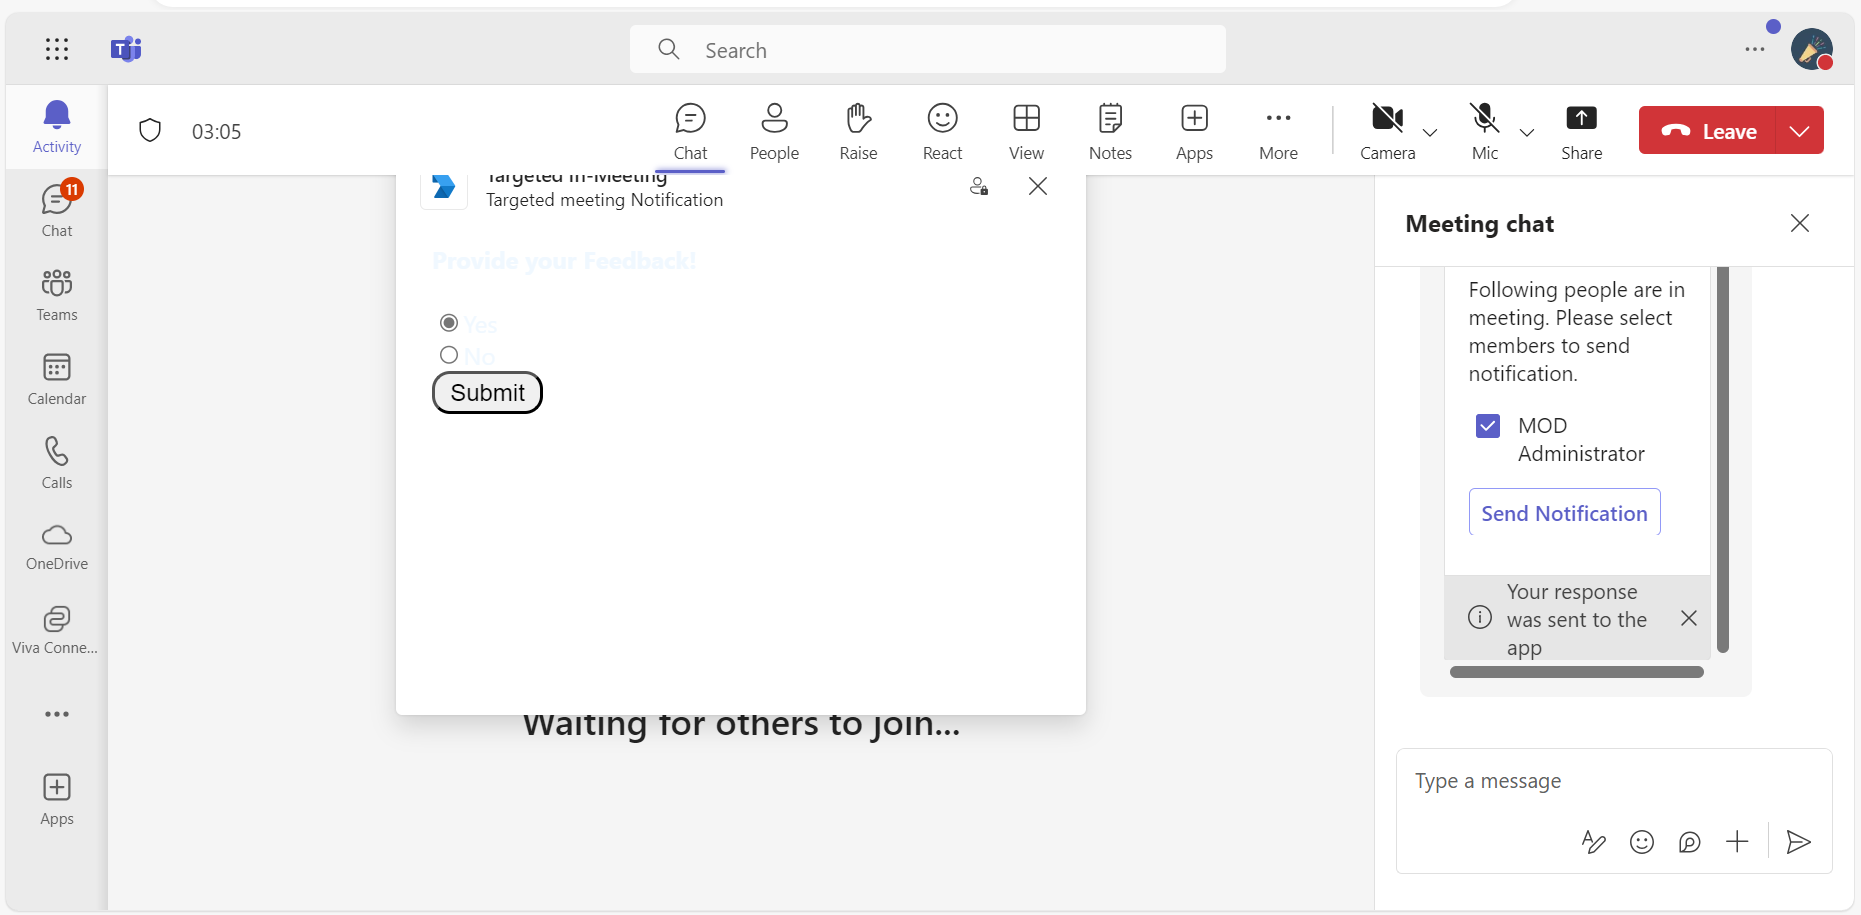 Search
Activity
11
Chat
Teams
Calendar
Calls
OneDrive
Viva Conne...
Apps
03:05
Chat
People
Raise
React
View
Notes
Apps
More
Camera
Mic
Share
Leave
Targeted In-Meeting
Targeted meeting Notification
Provide your Feedback!
Yes
No
Submit
Waiting for others to join...
Meeting chat
Following people are in
meeting. Please select
members to send
notification.
MOD
Administrator
Send Notification
Your response
was sent to the
app
Type a message